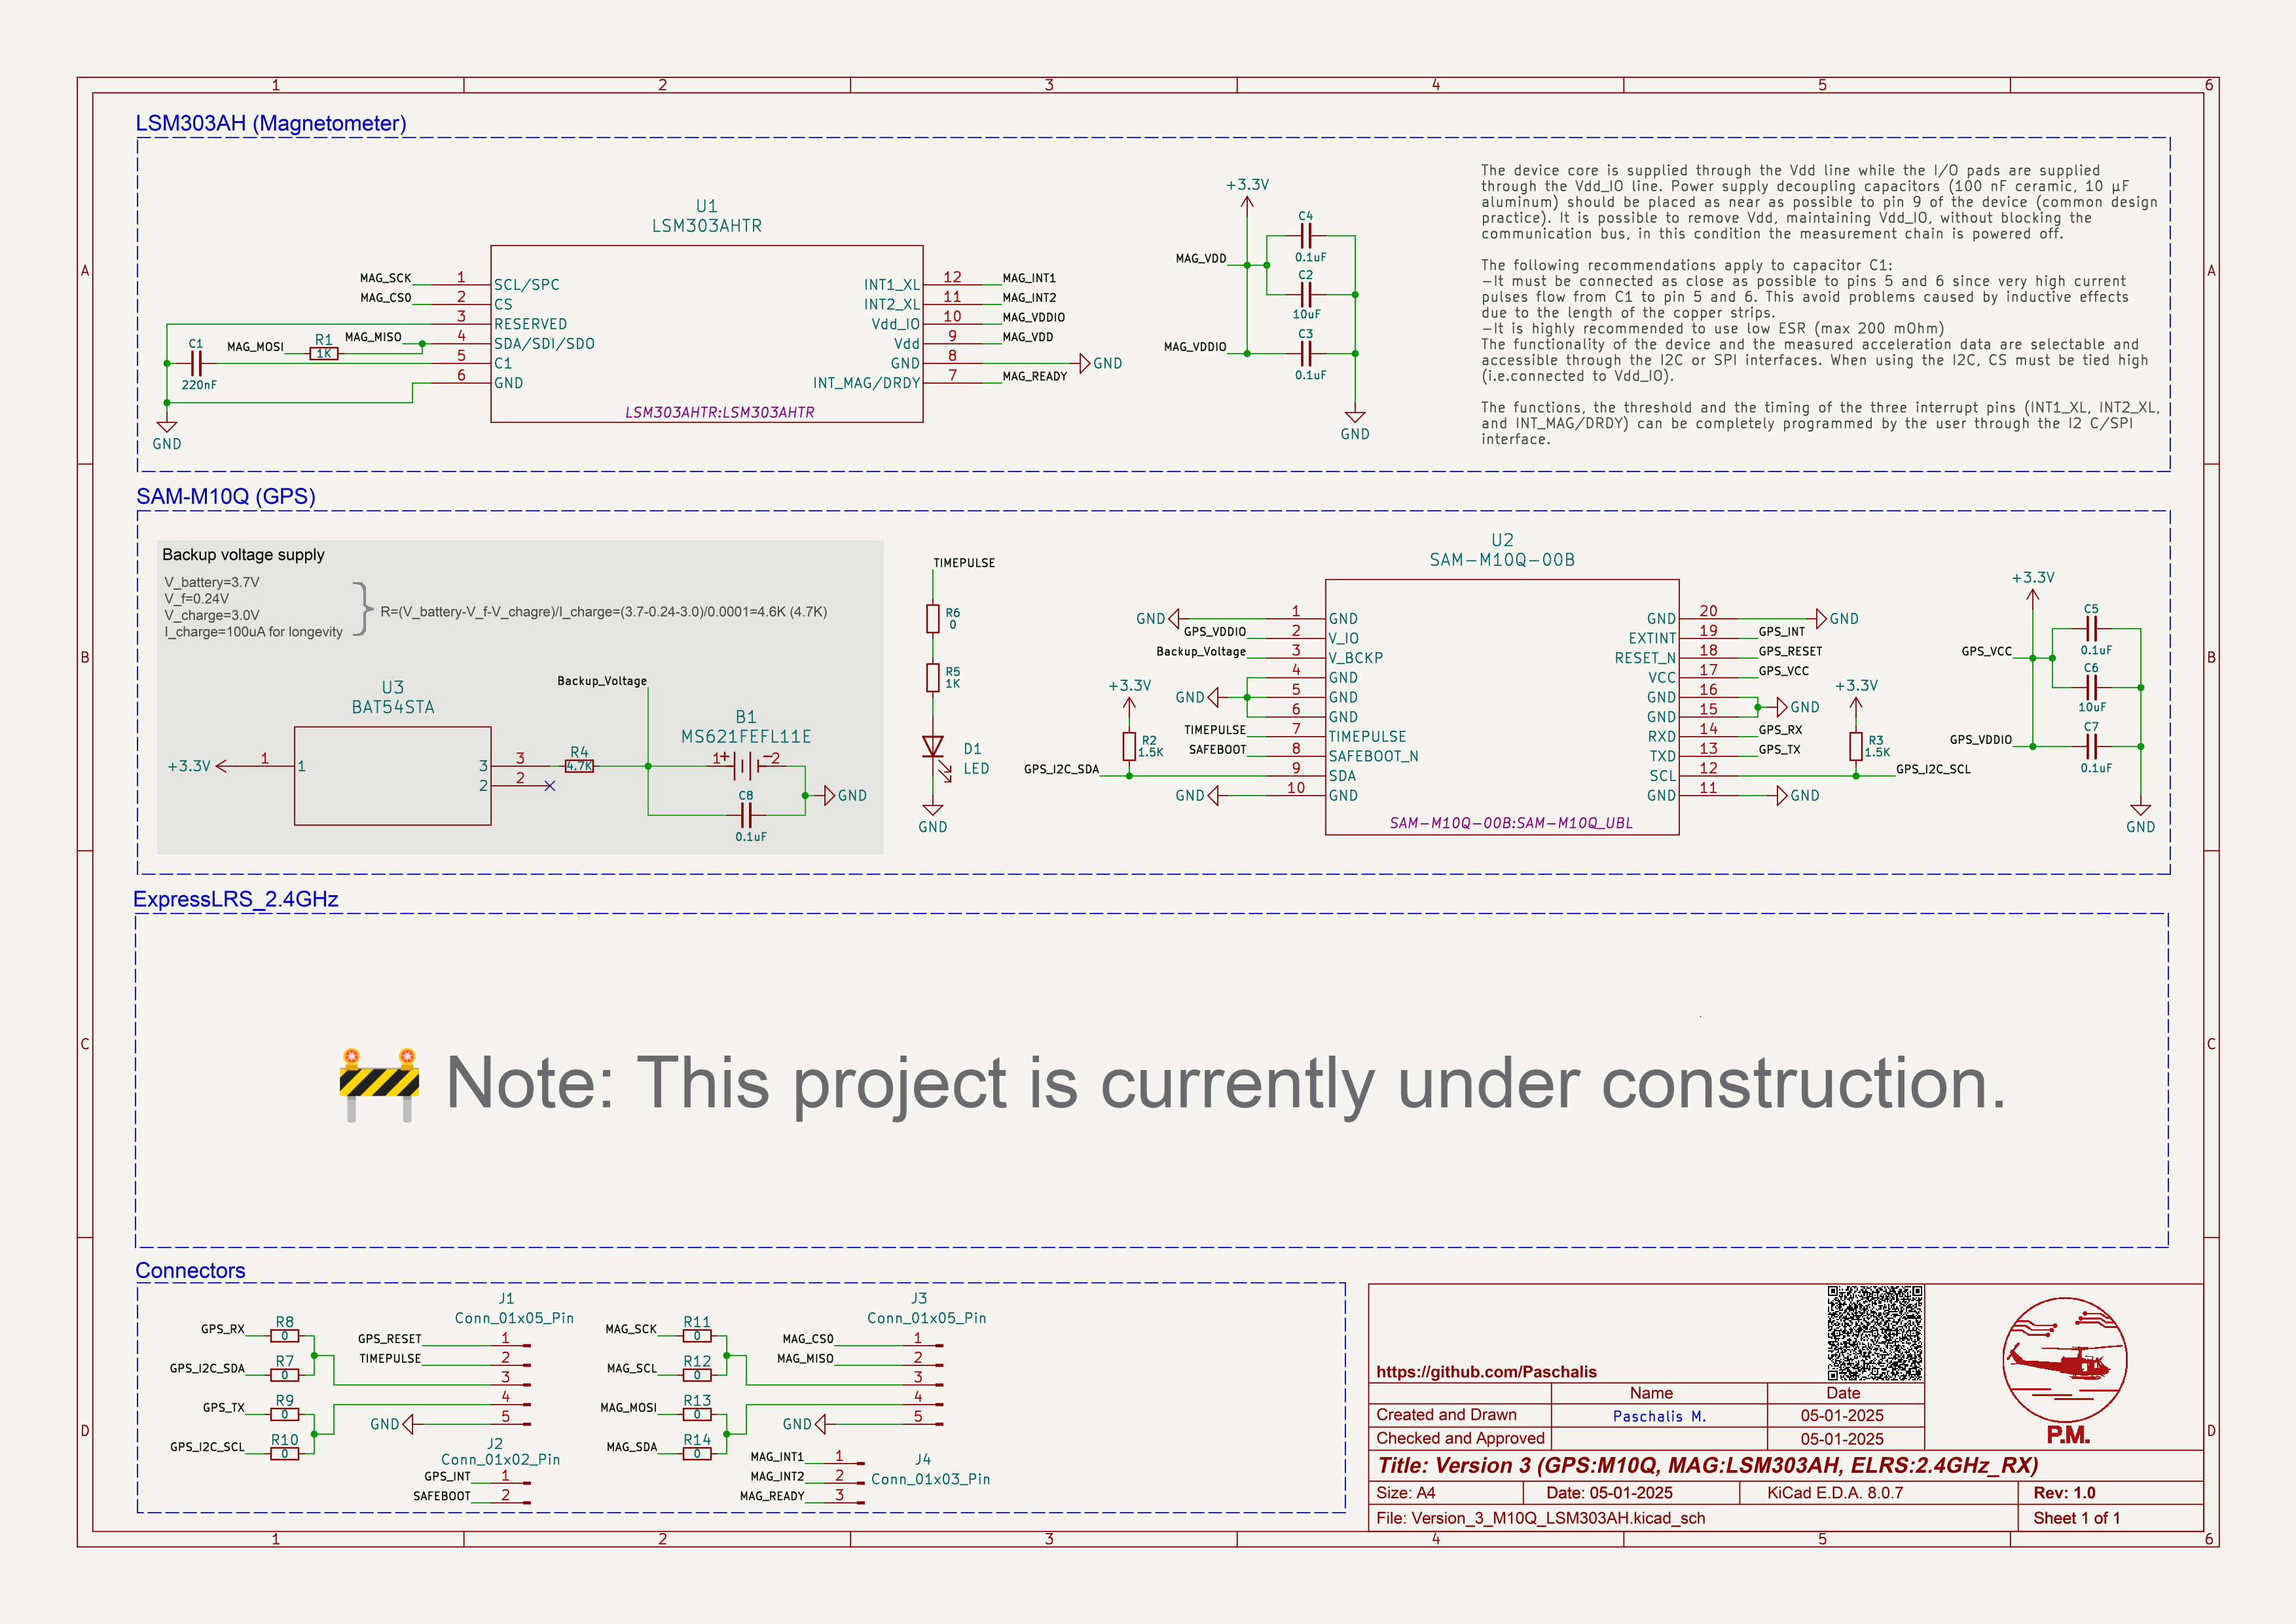 1 2 3 4 5 6
A
B
C
D
LSM303AH (Magnetometer)
U1
LSM303AHTR
MAG_SCK 1 SCL/SPC
MAG_CS0 2 CS
3 RESERVED
MAG_MISO 4 SDA/SDI/SDO
MAG_MOSI R1 1K
5 C1
6 GND
C1
220nF
GND
INT1_XL 12 MAG_INT1
INT2_XL 11 MAG_INT2
Vdd_IO 10 MAG_VDDIO
Vdd 9 MAG_VDD
GND 8 GND
INT_MAG/DRDY 7 MAG_READY
LSM303AHTR:LSM303AHTR
+3.3V
C4
0.1uF
MAG_VDD
C2
10uF
C3
MAG_VDDIO
0.1uF
GND
The device core is supplied through the Vdd line while the I/O pads are supplied
through the Vdd_IO line. Power supply decoupling capacitors (100 nF ceramic, 10 μF
aluminum) should be placed as near as possible to pin 9 of the device (common design
practice). It is possible to remove Vdd, maintaining Vdd_IO, without blocking the
communication bus, in this condition the measurement chain is powered off.
The following recommendations apply to capacitor C1:
-It must be connected as close as possible to pins 5 and 6 since very high current
pulses flow from C1 to pin 5 and 6. This avoid problems caused by inductive effects
due to the length of the copper strips.
-It is highly recommended to use low ESR (max 200 mOhm)
The functionality of the device and the measured acceleration data are selectable and
accessible through the I2C or SPI interfaces. When using the I2C, CS must be tied high
(i.e.connected to Vdd_IO).
The functions, the threshold and the timing of the three interrupt pins (INT1_XL, INT2_XL,
and INT_MAG/DRDY) can be completely programmed by the user through the I2 C/SPI
interface.
SAM-M10Q (GPS)
Backup voltage supply
V_battery=3.7V
V_f=0.24V
V_charge=3.0V
I_charge=100uA for longevity
R=(V_battery-V_f-V_chagre)/I_charge=(3.7-0.24-3.0)/0.0001=4.6K (4.7K)
U3
BAT54STA
+3.3V 1 1
3 3
2 2
R4
4.7K
Backup_Voltage
B1
MS621FEFL11E
1 + - 2
C8
0.1uF
GND
TIMEPULSE
R6
0
R5
1K
D1
LED
GND
U2
SAM-M10Q-00B
GND 1 GND
GPS_VDDIO 2 V_IO
Backup_Voltage 3 V_BCKP
4 GND
GND 5 GND
6 GND
TIMEPULSE 7 TIMEPULSE
SAFEBOOT 8 SAFEBOOT_N
GPS_I2C_SDA 9 SDA
GND 10 GND
+3.3V
R2
1.5K
GND 20 GND
EXTINT 19 GPS_INT
RESET_N 18 GPS_RESET
VCC 17 GPS_VCC
GND 16
GND 15 GND
RXD 14 GPS_RX
TXD 13 GPS_TX
SCL 12 GPS_I2C_SCL
GND 11 GND
+3.3V
R3
1.5K
SAM-M10Q-00B:SAM-M10Q_UBL
+3.3V
C5
0.1uF
GPS_VCC
C6
10uF
GPS_VDDIO
C7
0.1uF
GND
ExpressLRS_2.4GHz
Note: This project is currently under construction.
Connectors
GPS_RX R8 0
GPS_I2C_SDA R7 0
GPS_TX R9 0
GPS_I2C_SCL R10 0
J1
Conn_01x05_Pin
GPS_RESET 1
TIMEPULSE 2
3
4
GND 5
J2
Conn_01x02_Pin
GPS_INT 1
SAFEBOOT 2
MAG_SCK R11 0
MAG_SCL R12 0
MAG_MOSI R13 0
MAG_SDA R14 0
J3
Conn_01x05_Pin
MAG_CS0 1
MAG_MISO 2
3
4
GND 5
J4
Conn_01x03_Pin
MAG_INT1 1
MAG_INT2 2
MAG_READY 3
https://github.com/Paschalis
Name Date
Created and Drawn Paschalis M. 05-01-2025
Checked and Approved 05-01-2025
P.M.
Title: Version 3 (GPS:M10Q, MAG:LSM303AH, ELRS:2.4GHz_RX)
Size: A4 Date: 05-01-2025 KiCad E.D.A. 8.0.7 Rev: 1.0
File: Version_3_M10Q_LSM303AH.kicad_sch Sheet 1 of 1
A
B
C
D
1 2 3 4 5 6